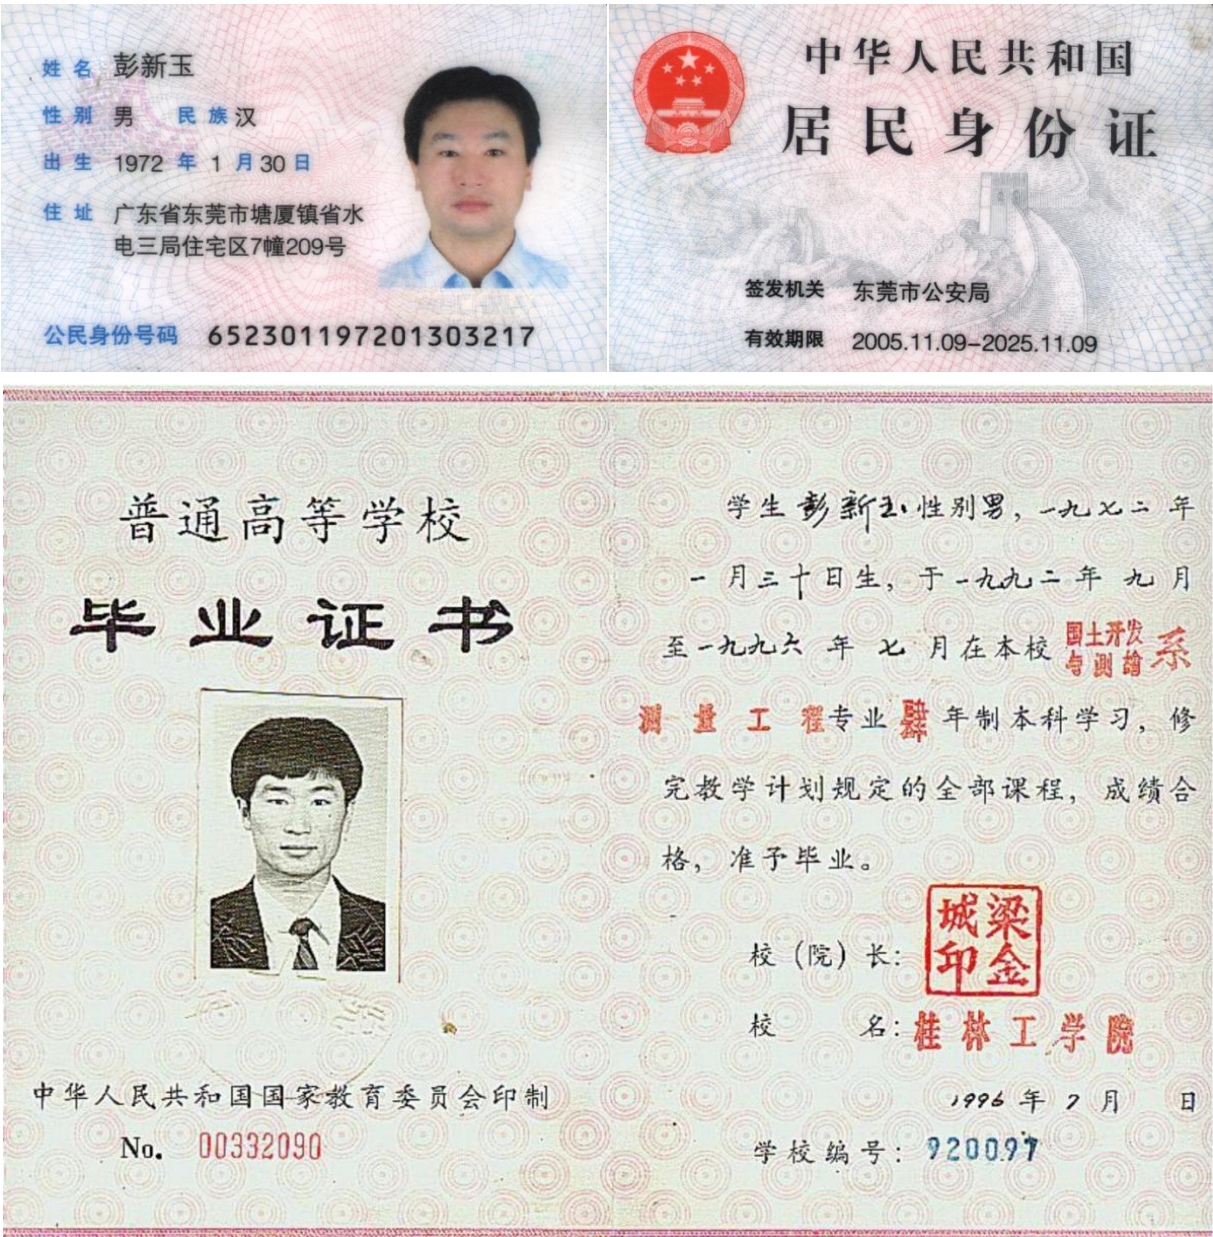 姓名 彭新玉
性别 男 民族 汉
出生 1972 年 1 月 30 日
住址 广东省东莞市塘厦镇省水
电三局住宅区7幢209号
公民身份号码 652301197201303217
中华人民共和国
居民身份证
签发机关 东莞市公安局
有效期限 2005.11.09-2025.11.09
普通高等学校
毕业证书
中华人民共和国国家教育委员会印制
No. 00332090
学生彭新玉性别男，一九七二年
一月三十日生，于一九九二年九月
至一九九六年七月在本校国土开发与测绘系
测量工程专业肆年制本科学习，修
完教学计划规定的全部课程，成绩合
格，准予毕业。
校（院）长：梁金城印
校名：桂林工学院
1996年7月 日
学校编号：920097